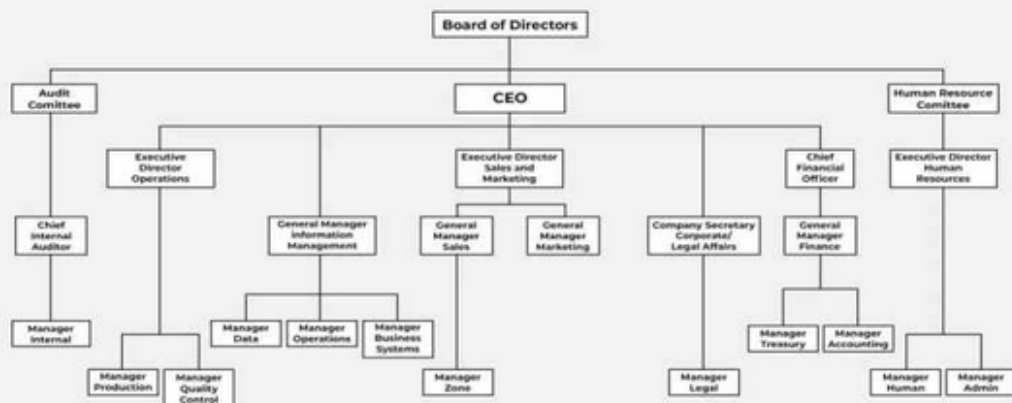 Board of Directors
Audit
Comittee
CEO
Human Resource
Comittee
Executive
Director
Operations
Executive Director
Sales and
Marketing
Chief
Financial
Officer
Executive Director
Human
Resources
Chief
Internal
Auditor
General Manager
Information
Management
General
Manager
Sales
General
Manager
Marketing
Company Secretary
Corporate/
Legal Affairs
General
Manager
Finance
Manager
Internal
Manager
Data
Manager
Operations
Manager
Business
Systems
Manager
Treasury
Manager
Accounting
Manager
Production
Manager
Quality
Control
Manager
Zone
Manager
Legal
Manager
Human
Manager
Admin